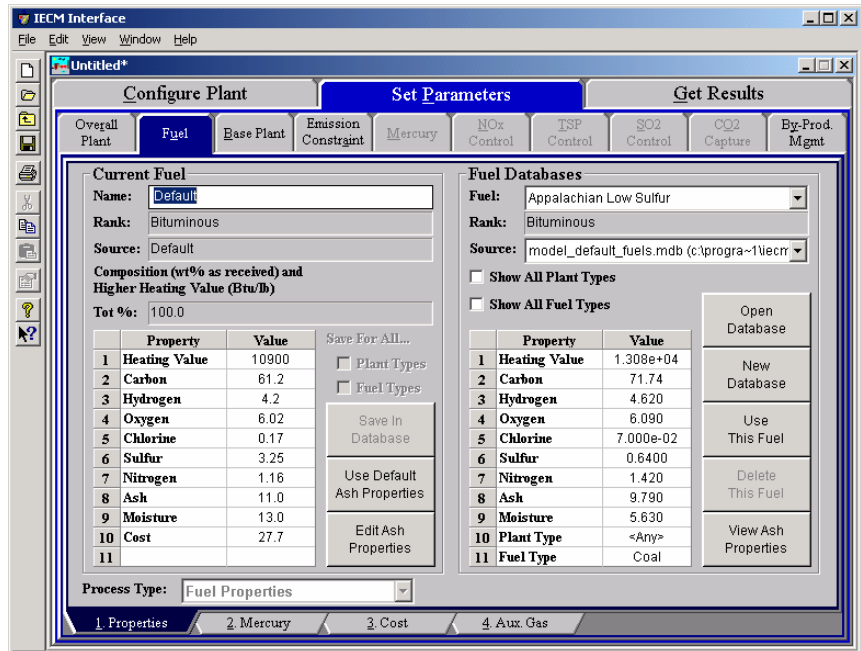 IECM Interface
File Edit View Window Help
Untitled*
Configure Plant Set Parameters Get Results
Overall Plant Fuel Base Plant Emission Constraint Mercury NOx Control TSP Control SO2 Control CO2 Capture By-Prod. Mgmt
Current Fuel
Name: Default
Rank: Bituminous
Source: Default
Composition (wt% as received) and
Higher Heating Value (Btu/lb)
Tot %: 100.0
Property Value
1 Heating Value 10900
2 Carbon 61.2
3 Hydrogen 4.2
4 Oxygen 6.02
5 Chlorine 0.17
6 Sulfur 3.25
7 Nitrogen 1.16
8 Ash 11.0
9 Moisture 13.0
10 Cost 27.7
11
Save For All...
Plant Types
Fuel Types
Save In
Database
Use Default
Ash Properties
Edit Ash
Properties
Fuel Databases
Fuel: Appalachian Low Sulfur
Rank: Bituminous
Source: model_default_fuels.mdb (c:\progra~1\iecm
Show All Plant Types
Show All Fuel Types
Property Value
1 Heating Value 1.308e+04
2 Carbon 71.74
3 Hydrogen 4.620
4 Oxygen 6.090
5 Chlorine 7.000e-02
6 Sulfur 0.6400
7 Nitrogen 1.420
8 Ash 9.790
9 Moisture 5.630
10 Plant Type <Any>
11 Fuel Type Coal
Open
Database
New
Database
Use
This Fuel
Delete
This Fuel
View Ash
Properties
Process Type: Fuel Properties
1. Properties 2. Mercury 3. Cost 4. Aux. Gas